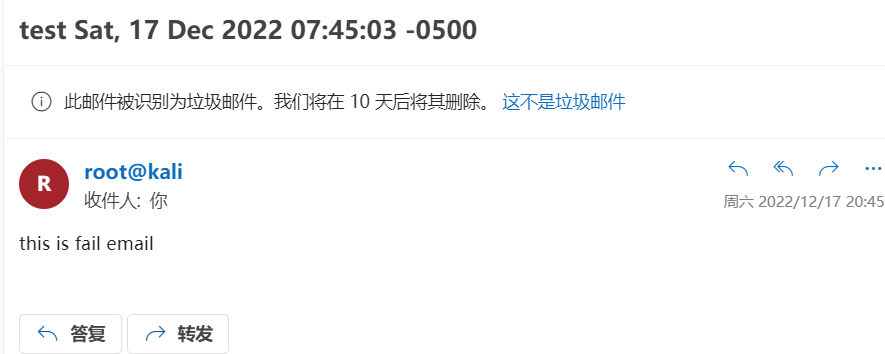 test Sat, 17 Dec 2022 07:45:03 -0500
此邮件被识别为垃圾邮件。我们将在 10 天后将其删除。 这不是垃圾邮件
R
root@kali
收件人: 你
周六 2022/12/17 20:45
this is fail email
答复 转发